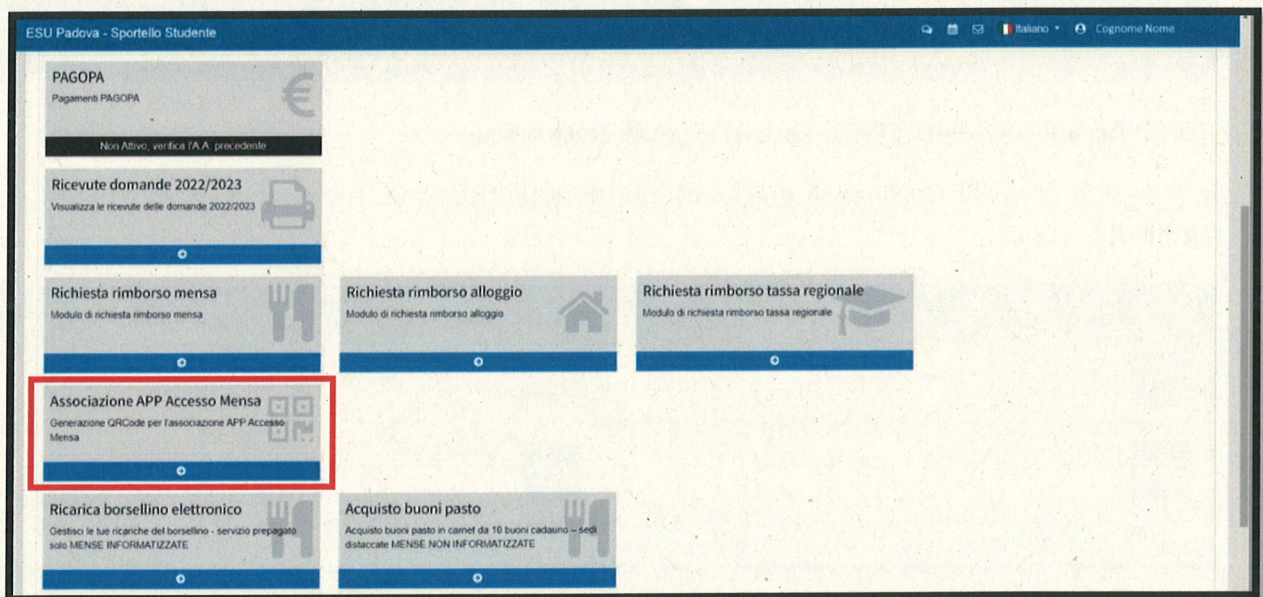 ESU Padova - Sportello Studente
Italiano
Cognome Nome
PAGOPA
Pagamenti PAGOPA
Non Attivo, verifica l'A.A. precedente
Ricevute domande 2022/2023
Visualizza le ricevute delle domande 2022/2023
Richiesta rimborso mensa
Modulo di richiesta rimborso mensa
Richiesta rimborso alloggio
Modulo di richiesta rimborso alloggio
Richiesta rimborso tassa regionale
Modulo di richiesta rimborso tassa regionale
Associazione APP Accesso Mensa
Generazione QRCode per l'associazione APP Accesso
Mensa
Ricarica borsellino elettronico
Gestisci le tue ricariche del borsellino - servizio prepagato
solo MENSE INFORMATIZZATE
Acquisto buoni pasto
Acquisto buoni pasto in carnet da 10 buoni cadauno – sedi
distaccate MENSE NON INFORMATIZZATE